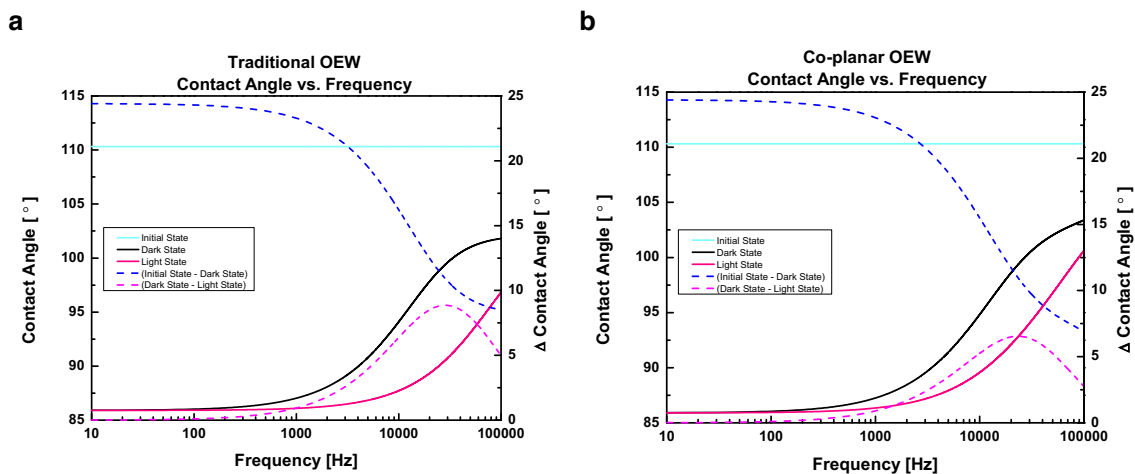 a
Traditional OEW
Contact Angle vs. Frequency
115
110
105
100
95
90
85
25
20
15
10
5
0
Contact Angle [ ° ]
Δ Contact Angle [ ° ]
Initial State
Dark State
Light State
(Initial State - Dark State)
(Dark State - Light State)
10
100
1000
10000
100000
Frequency [Hz]
b
Co-planar OEW
Contact Angle vs. Frequency
115
110
105
100
95
90
85
25
20
15
10
5
0
Contact Angle [ ° ]
Δ Contact Angle [ ° ]
Initial State
Dark State
Light State
(Initial State - Dark State)
(Dark State - Light State)
10
100
1000
10000
100000
Frequency [Hz]